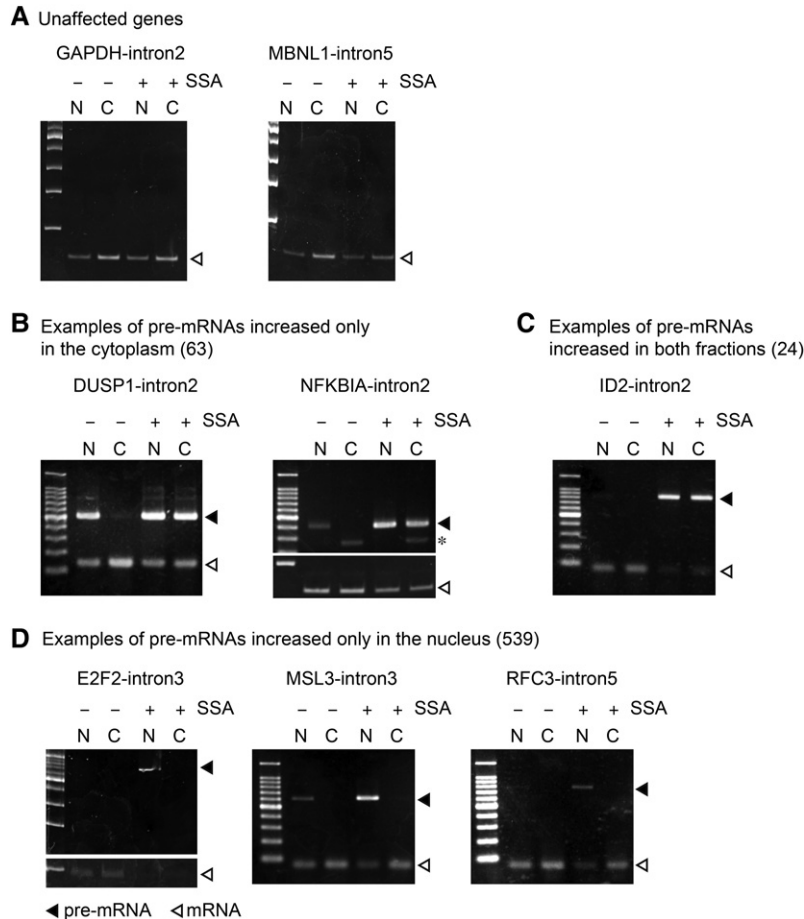 A Unaffected genes
GAPDH-intron2
– – + + SSA
N C N C
MBNL1-intron5
– – + + SSA
N C N C
B Examples of pre-mRNAs increased only
in the cytoplasm (63)
DUSP1-intron2
– – + + SSA
N C N C
NFKBIA-intron2
– – + + SSA
N C N C
*
C Examples of pre-mRNAs
increased in both fractions (24)
ID2-intron2
– – + + SSA
N C N C
D Examples of pre-mRNAs increased only in the nucleus (539)
E2F2-intron3
– – + + SSA
N C N C
MSL3-intron3
– – + + SSA
N C N C
RFC3-intron5
– – + + SSA
N C N C
◀ pre-mRNA ◁ mRNA